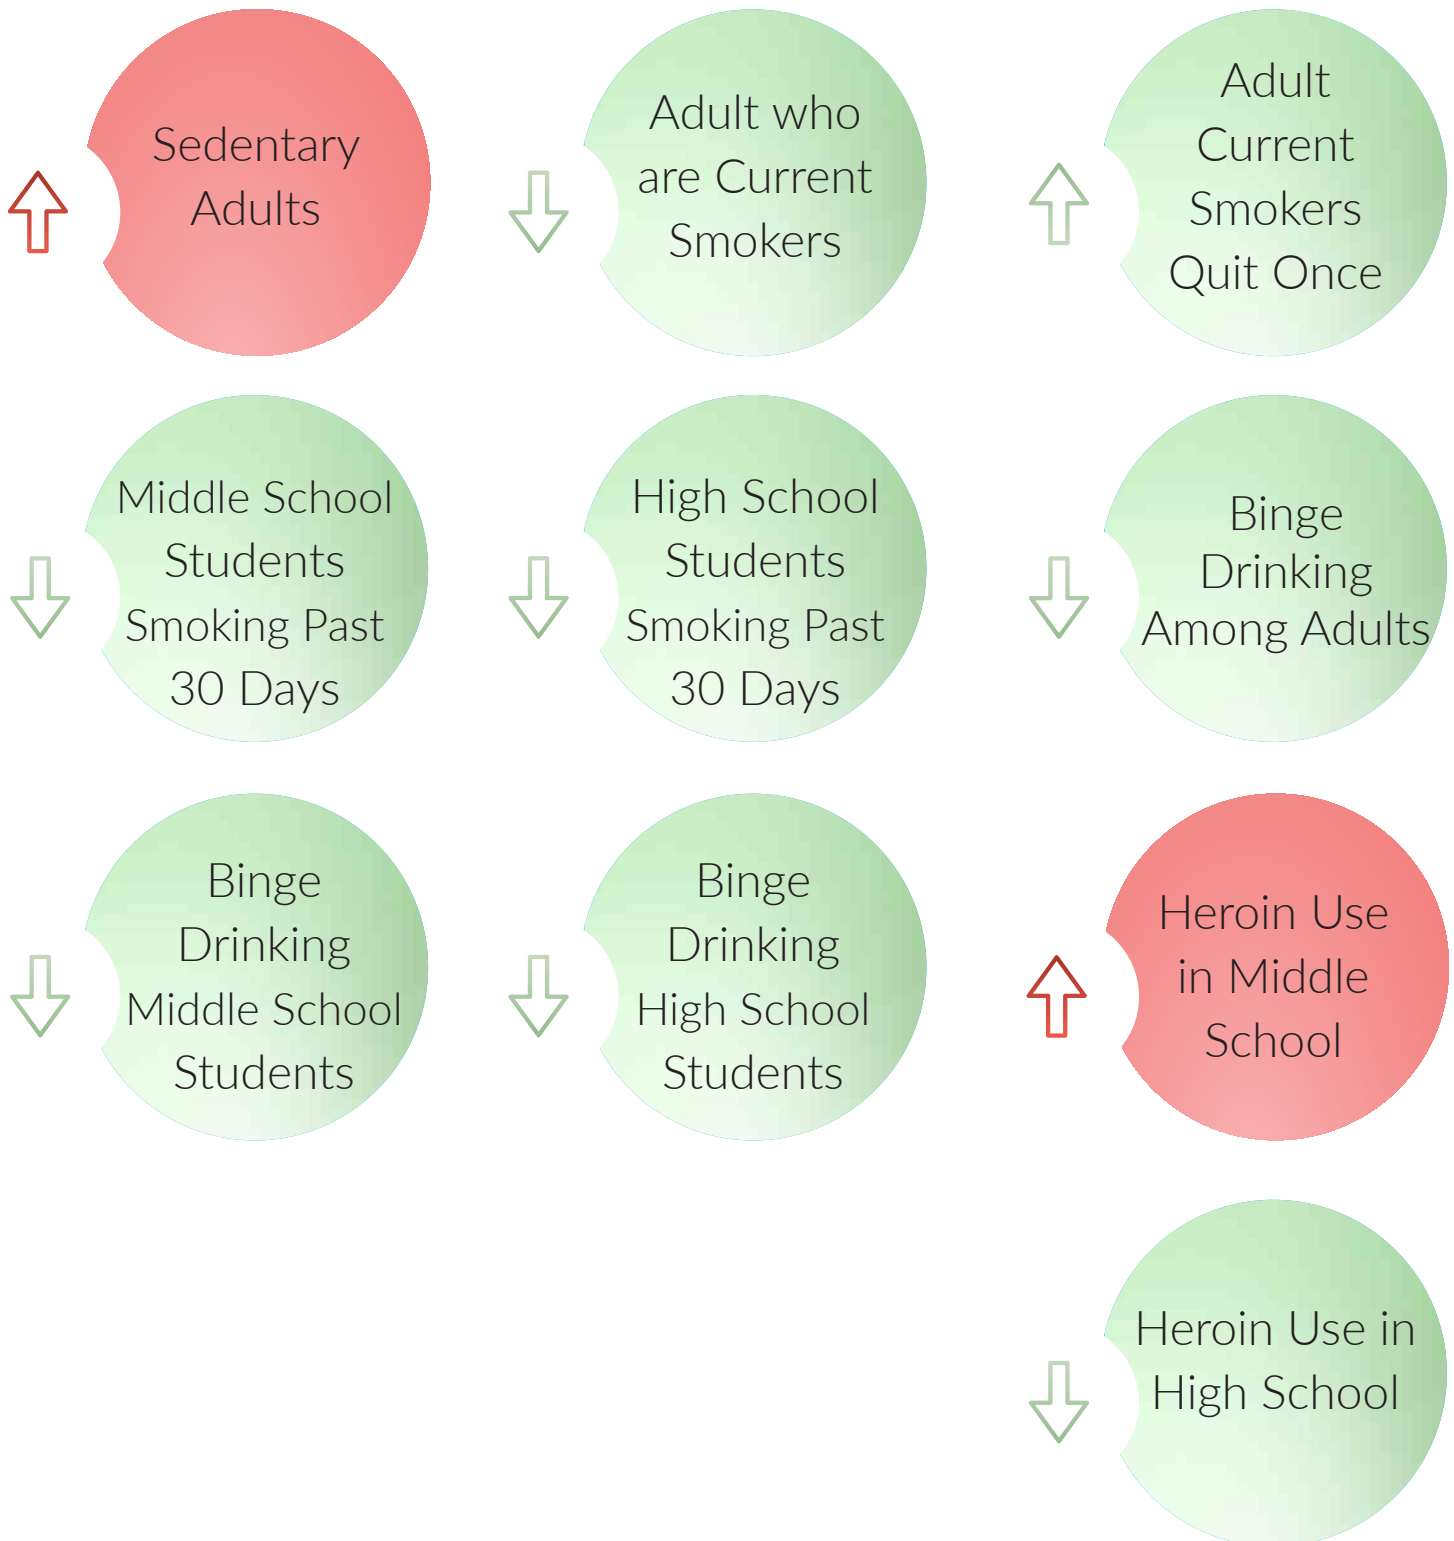 Sedentary
Adults
Adult who
are Current
Smokers
Adult
Current
Smokers
Quit Once
Middle School
Students
Smoking Past
30 Days
High School
Students
Smoking Past
30 Days
Binge
Drinking
Among Adults
Binge
Drinking
Middle School
Students
Binge
Drinking
High School
Students
Heroin Use
in Middle
School
Heroin Use in
High School